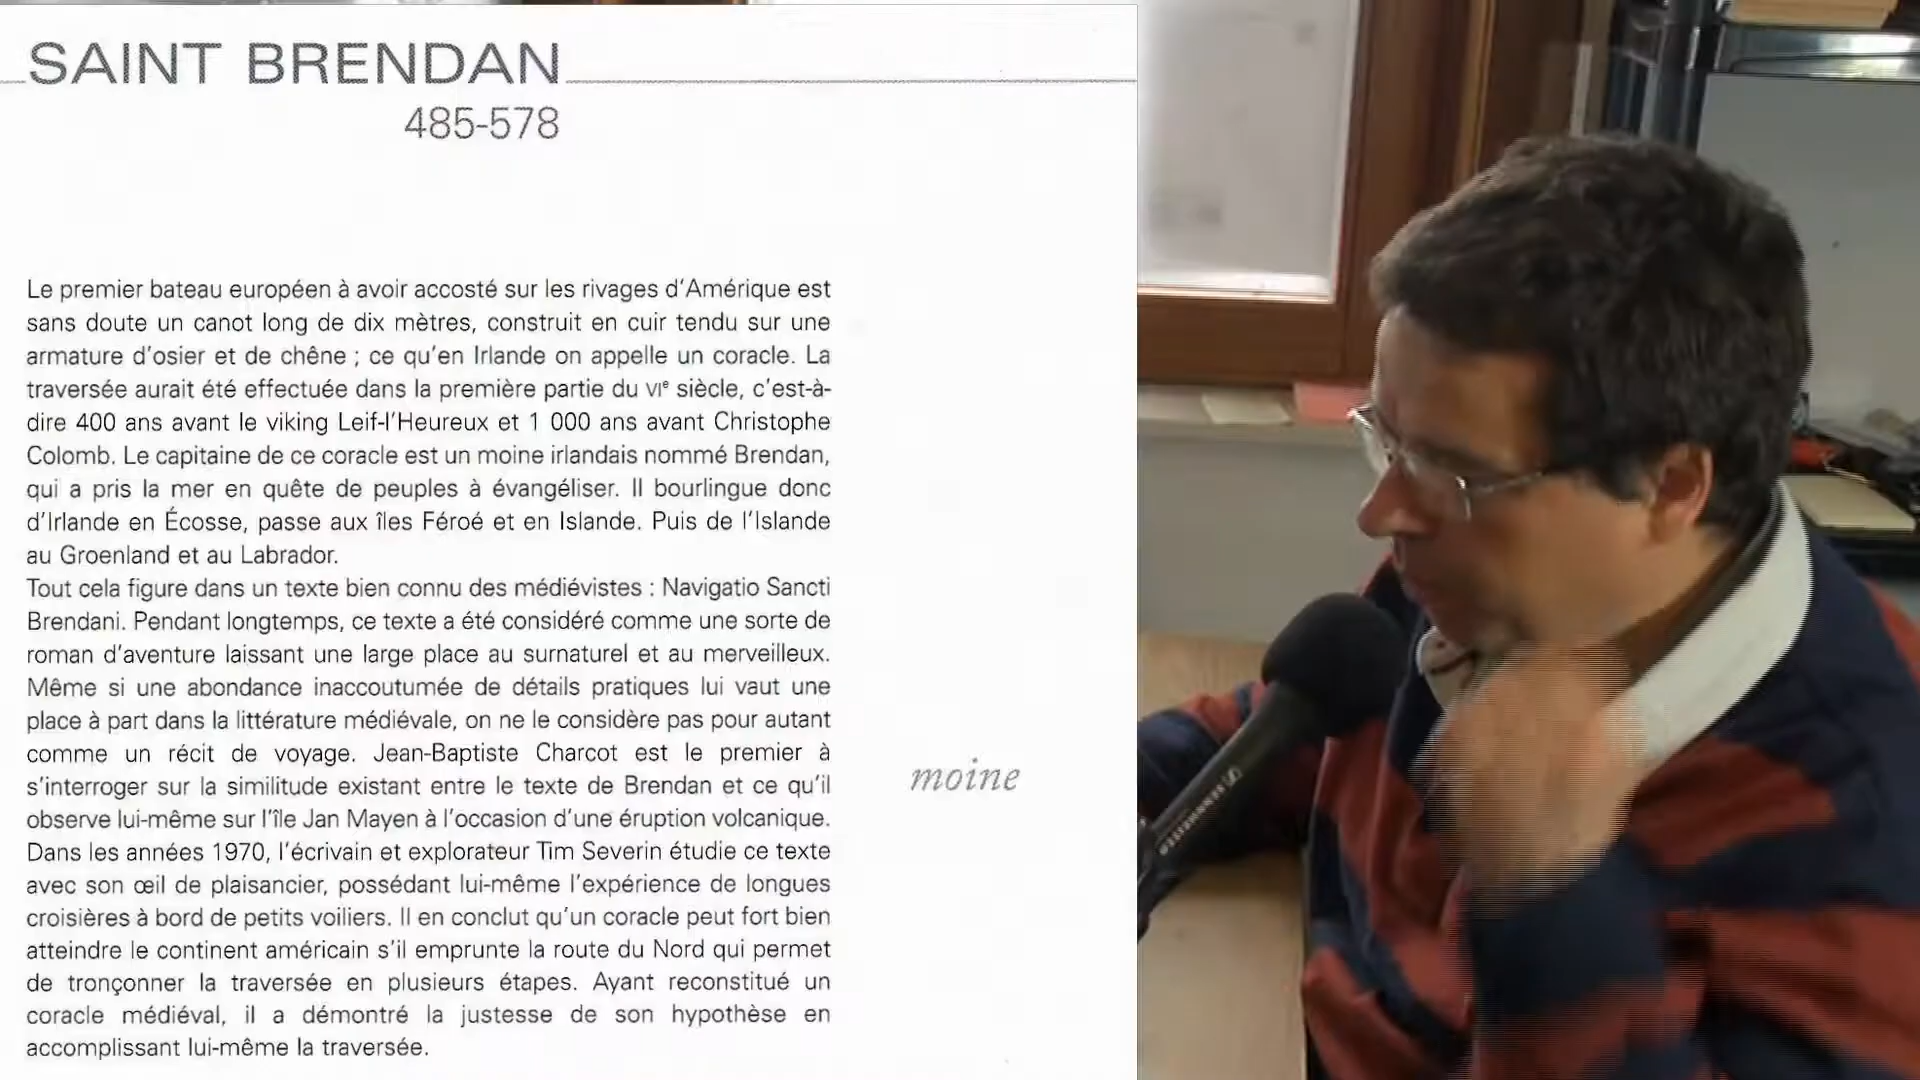 SAINT BRENDAN
485-578
Le premier bateau européen à avoir accosté sur les rivages d'Amérique est
sans doute un canot long de dix mètres, construit en cuir tendu sur une
armature d'osier et de chêne ; ce qu'en Irlande on appelle un coracle. La
traversée aurait été effectuée dans la première partie du VIe siècle, c'est-à-
dire 400 ans avant le viking Leif-l'Heureux et 1 000 ans avant Christophe
Colomb. Le capitaine de ce coracle est un moine irlandais nommé Brendan,
qui a pris la mer en quête de peuples à évangéliser. Il bourlingue donc
d'Irlande en Écosse, passe aux îles Féroé et en Islande. Puis de l'Islande
au Groenland et au Labrador.
Tout cela figure dans un texte bien connu des médiévistes : Navigatio Sancti
Brendani. Pendant longtemps, ce texte a été considéré comme une sorte de
roman d'aventure laissant une large place au surnaturel et au merveilleux.
Même si une abondance inaccoutumée de détails pratiques lui vaut une
place à part dans la littérature médiévale, on ne le considère pas pour autant
comme un récit de voyage. Jean-Baptiste Charcot est le premier à
s'interroger sur la similitude existant entre le texte de Brendan et ce qu'il
observe lui-même sur l'île Jan Mayen à l'occasion d'une éruption volcanique.
Dans les années 1970, l'écrivain et explorateur Tim Severin étudie ce texte
avec son œil de plaisancier, possédant lui-même l'expérience de longues
croisières à bord de petits voiliers. Il en conclut qu'un coracle peut fort bien
atteindre le continent américain s'il emprunte la route du Nord qui permet
de tronçonner la traversée en plusieurs étapes. Ayant reconstitué un
coracle médiéval, il a démontré la justesse de son hypothèse en
accomplissant lui-même la traversée.
moine
SENNHEISER